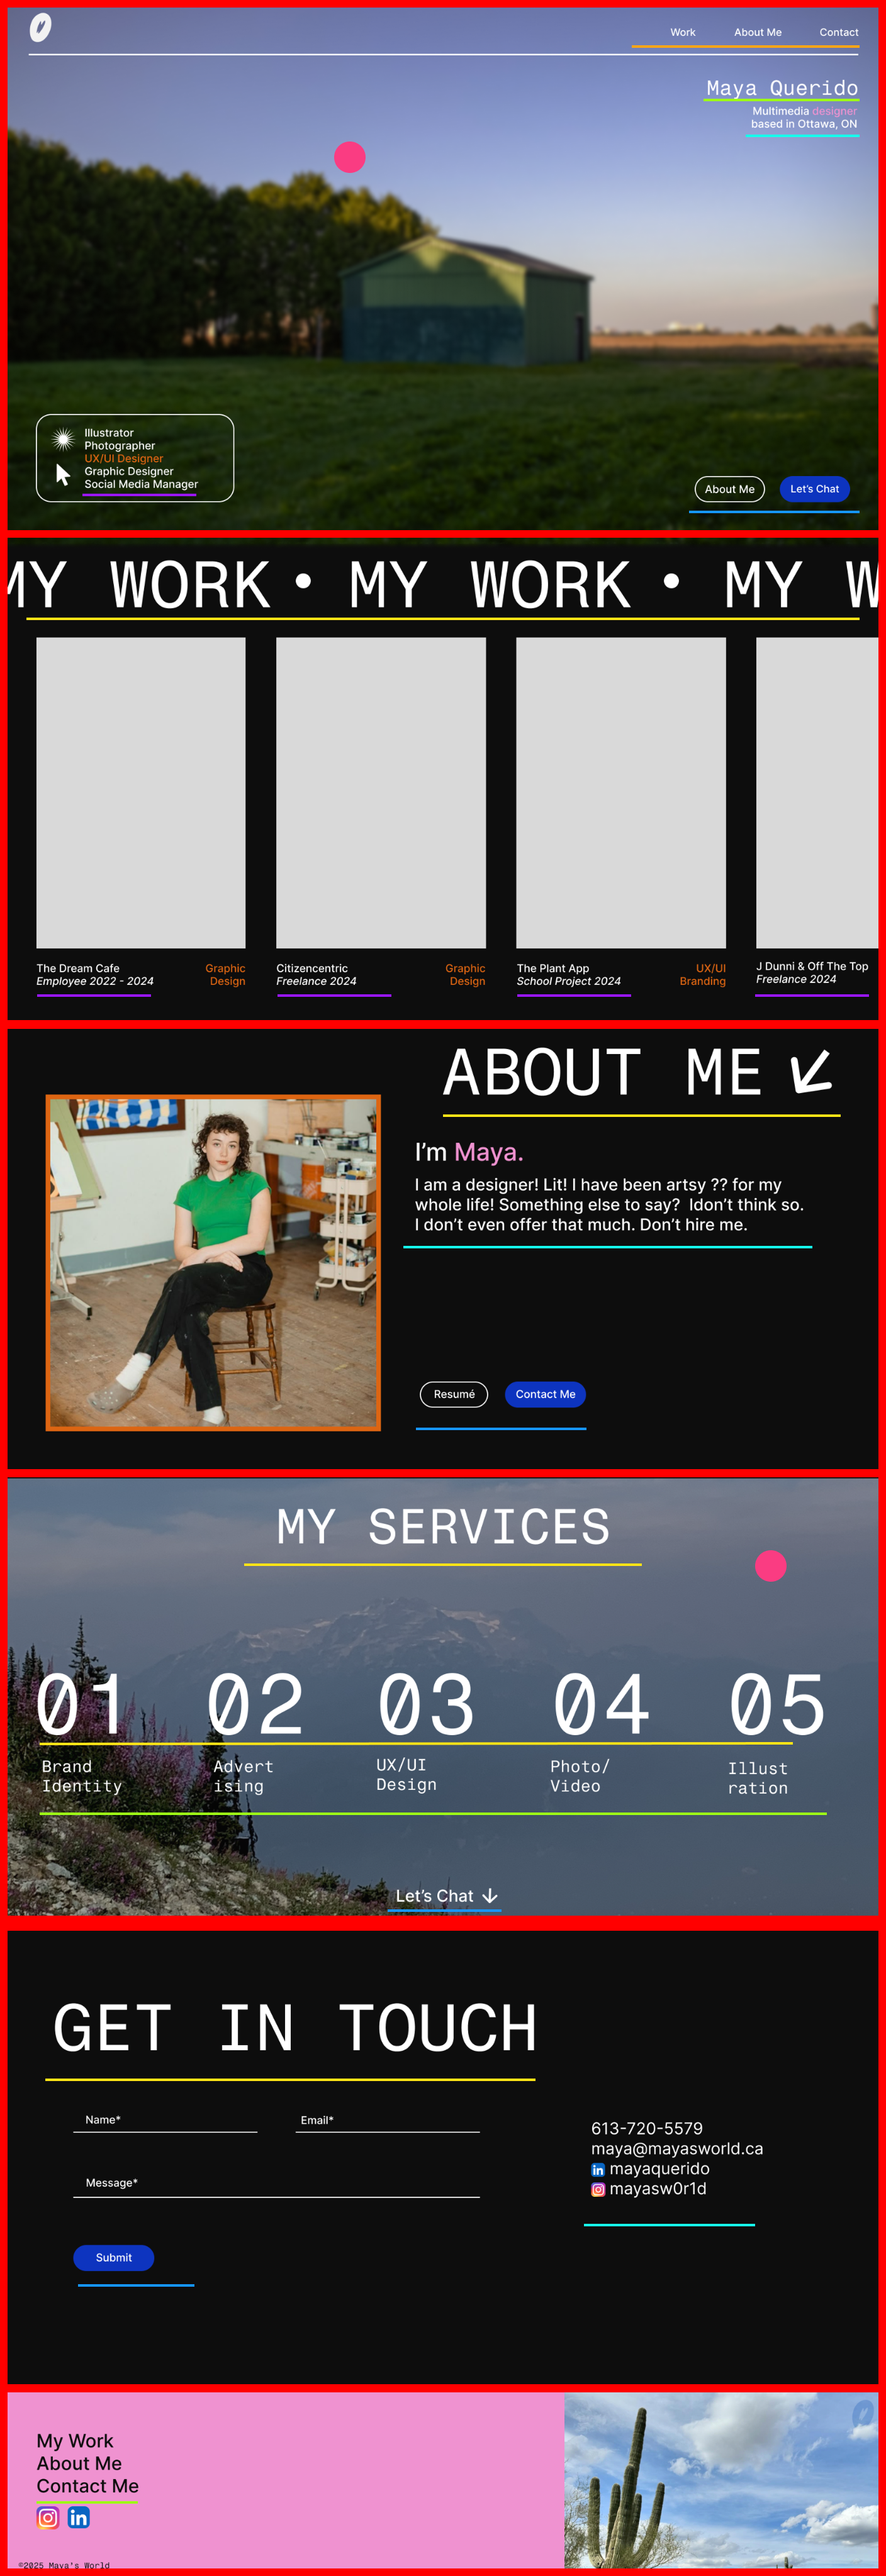 Work About Me Contact
Maya Querido
Multimedia designer
based in Ottawa, ON
Illustrator
Photographer
UX/UI Designer
Graphic Designer
Social Media Manager
About Me Let's Chat
MY WORK • MY WORK • MY W
The Dream Cafe
Employee 2022 - 2024
Graphic
Design
Citizencentric
Freelance 2024
Graphic
Design
The Plant App
School Project 2024
UX/UI
Branding
J Dunni & Off The Top
Freelance 2024
ABOUT ME
I'm Maya.
I am a designer! Lit! I have been artsy ?? for my
whole life! Something else to say?  Idon't think so.
I don't even offer that much. Don't hire me.
Resumé Contact Me
MY SERVICES
01 02 03 04 05
Brand
Identity
Advert
ising
UX/UI
Design
Photo/
Video
Illust
ration
Let's Chat
GET IN TOUCH
Name* Email*
Message*
Submit
613-720-5579
maya@mayasworld.ca
in mayaquerido
mayasw0r1d
My Work
About Me
Contact Me
in
©2025 Maya's World